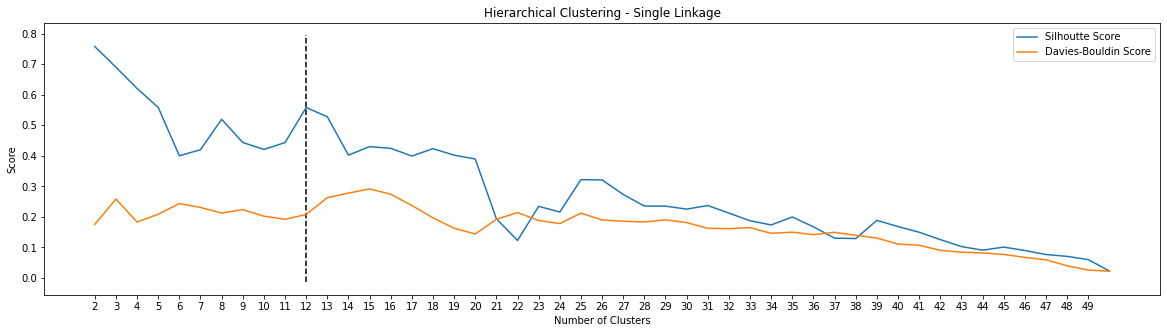 Hierarchical Clustering - Single Linkage
Silhoutte Score
Davies-Bouldin Score
Score
0.8
0.7
0.6
0.5
0.4
0.3
0.2
0.1
0.0
2 3 4 5 6 7 8 9 10 11 12 13 14 15 16 17 18 19 20 21 22 23 24 25 26 27 28 29 30 31 32 33 34 35 36 37 38 39 40 41 42 43 44 45 46 47 48 49
Number of Clusters